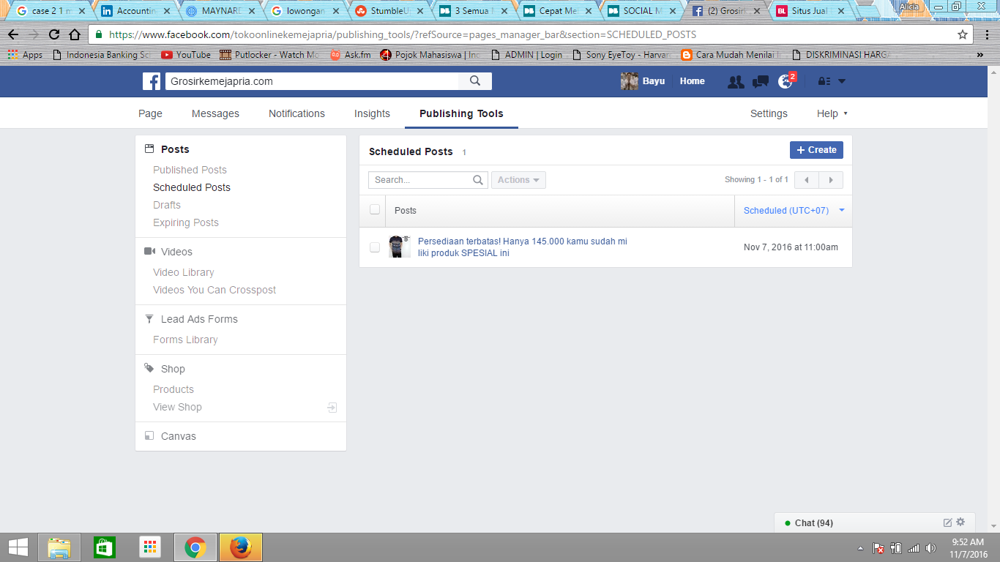 case 2 1 m
Accountin
MAYNARD
lowongan
StumbleU
3 Semua
Cepat Me
SOCIAL M
(2) Grosir
Situs Jual
Alicia
https://www.facebook.com/tokoonlinekemejapria/publishing_tools/?refSource=pages_manager_bar&section=SCHEDULED_POSTS
Apps
Indonesia Banking Sc
YouTube
Putlocker - Watch Mo
Ask.fm
Pojok Mahasiswa | In
ADMIN | Login
Sony EyeToy - Harvar
Cara Mudah Menilai I
DISKRIMINASI HARGA
»
Grosirkemejapria.com
Bayu
Home
2
Page
Messages
Notifications
Insights
Publishing Tools
Settings
Help
Posts
Published Posts
Scheduled Posts
Drafts
Expiring Posts
Videos
Video Library
Videos You Can Crosspost
Lead Ads Forms
Forms Library
Shop
Products
View Shop
Canvas
Scheduled Posts 1
+ Create
Search...
Actions
Showing 1 - 1 of 1
Posts
Scheduled (UTC+07)
Persediaan terbatas! Hanya 145.000 kamu sudah mi
liki produk SPESIAL ini
Nov 7, 2016 at 11:00am
Chat (94)
9:52 AM
11/7/2016